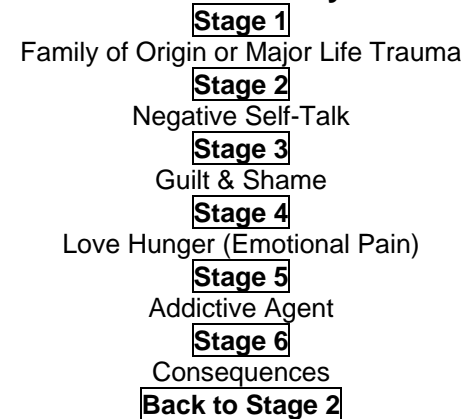 Stage 1
Family of Origin or Major Life Trauma
Stage 2
Negative Self-Talk
Stage 3
Guilt & Shame
Stage 4
Love Hunger (Emotional Pain)
Stage 5
Addictive Agent
Stage 6
Consequences
Back to Stage 2